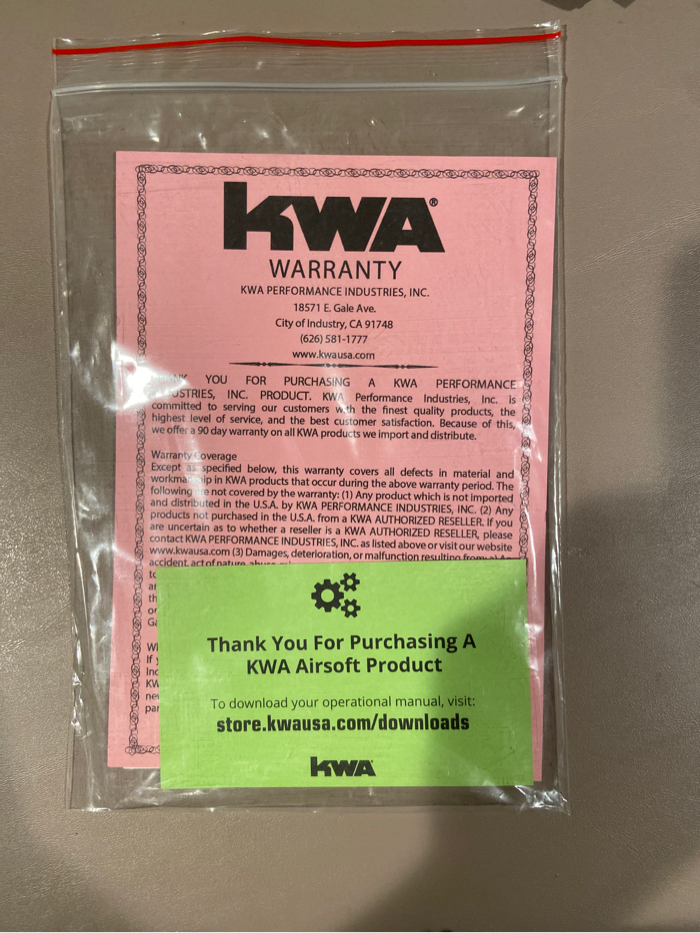 KWA®
WARRANTY
KWA PERFORMANCE INDUSTRIES, INC.
18571 E. Gale Ave.
City of Industry, CA 91748
(626) 581-1777
www.kwausa.com
YOU FOR PURCHASING A KWA PERFORMANCE
INC. PRODUCT. KWA Performance Industries, Inc. is
committed to serving our customers with the finest quality products, the
highest level of service, and the best customer satisfaction. Because of this,
we offer a 90 day warranty on all KWA products we import and distribute.
Warranty Coverage
Except as specified below, this warranty covers all defects in material and
in KWA products that occur during the above warranty period. The
following are not covered by the warranty: (1) Any product which is not imported
and distributed in the U.S.A. by KWA PERFORMANCE INDUSTRIES, INC. (2) Any
products not purchased in the U.S.A. from a KWA AUTHORIZED RESELLER. If you
are uncertain as to whether a reseller is a KWA AUTHORIZED RESELLER, please
contact KWA PERFORMANCE INDUSTRIES, INC. as listed above or visit our website
www.kwausa.com (3) Damages, deterioration, or malfunction resulting from: a)
accident, act of nature,
to
or
If
KW
Thank You For Purchasing A
KWA Airsoft Product
To download your operational manual, visit:
store.kwausa.com/downloads
KWA